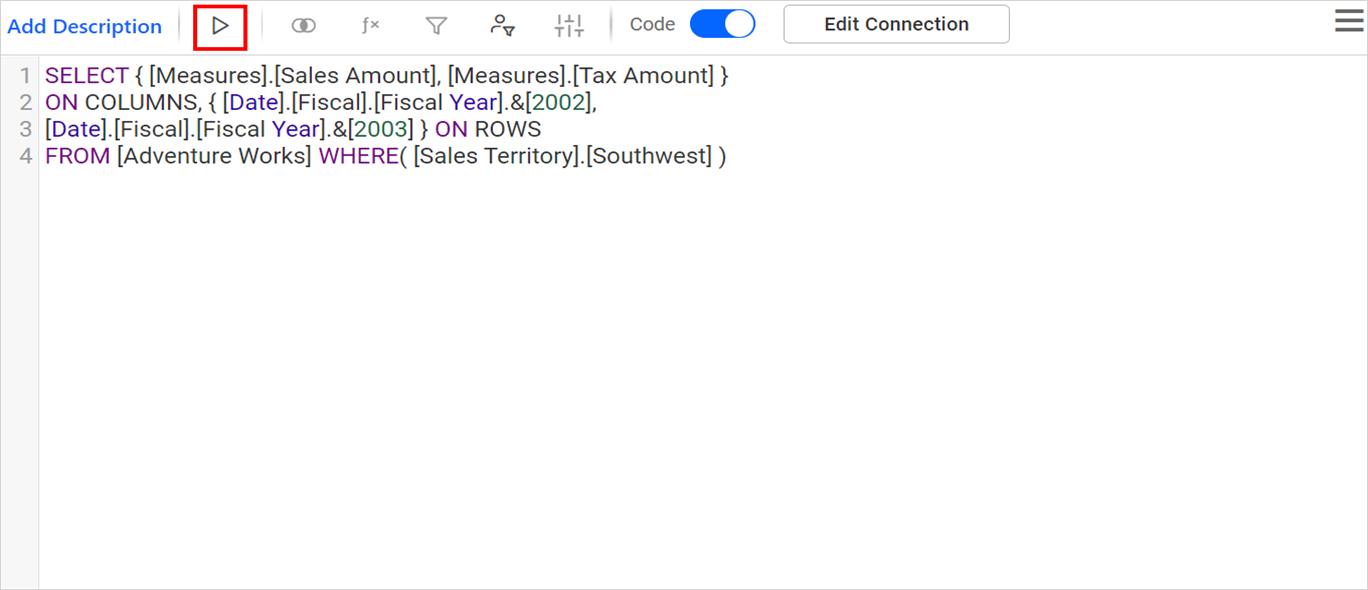 Add Description ƒx Code Edit Connection
1 SELECT { [Measures].[Sales Amount], [Measures].[Tax Amount] }
2 ON COLUMNS, { [Date].[Fiscal].[Fiscal Year].&[2002],
3 [Date].[Fiscal].[Fiscal Year].&[2003] } ON ROWS
4 FROM [Adventure Works] WHERE( [Sales Territory].[Southwest] )